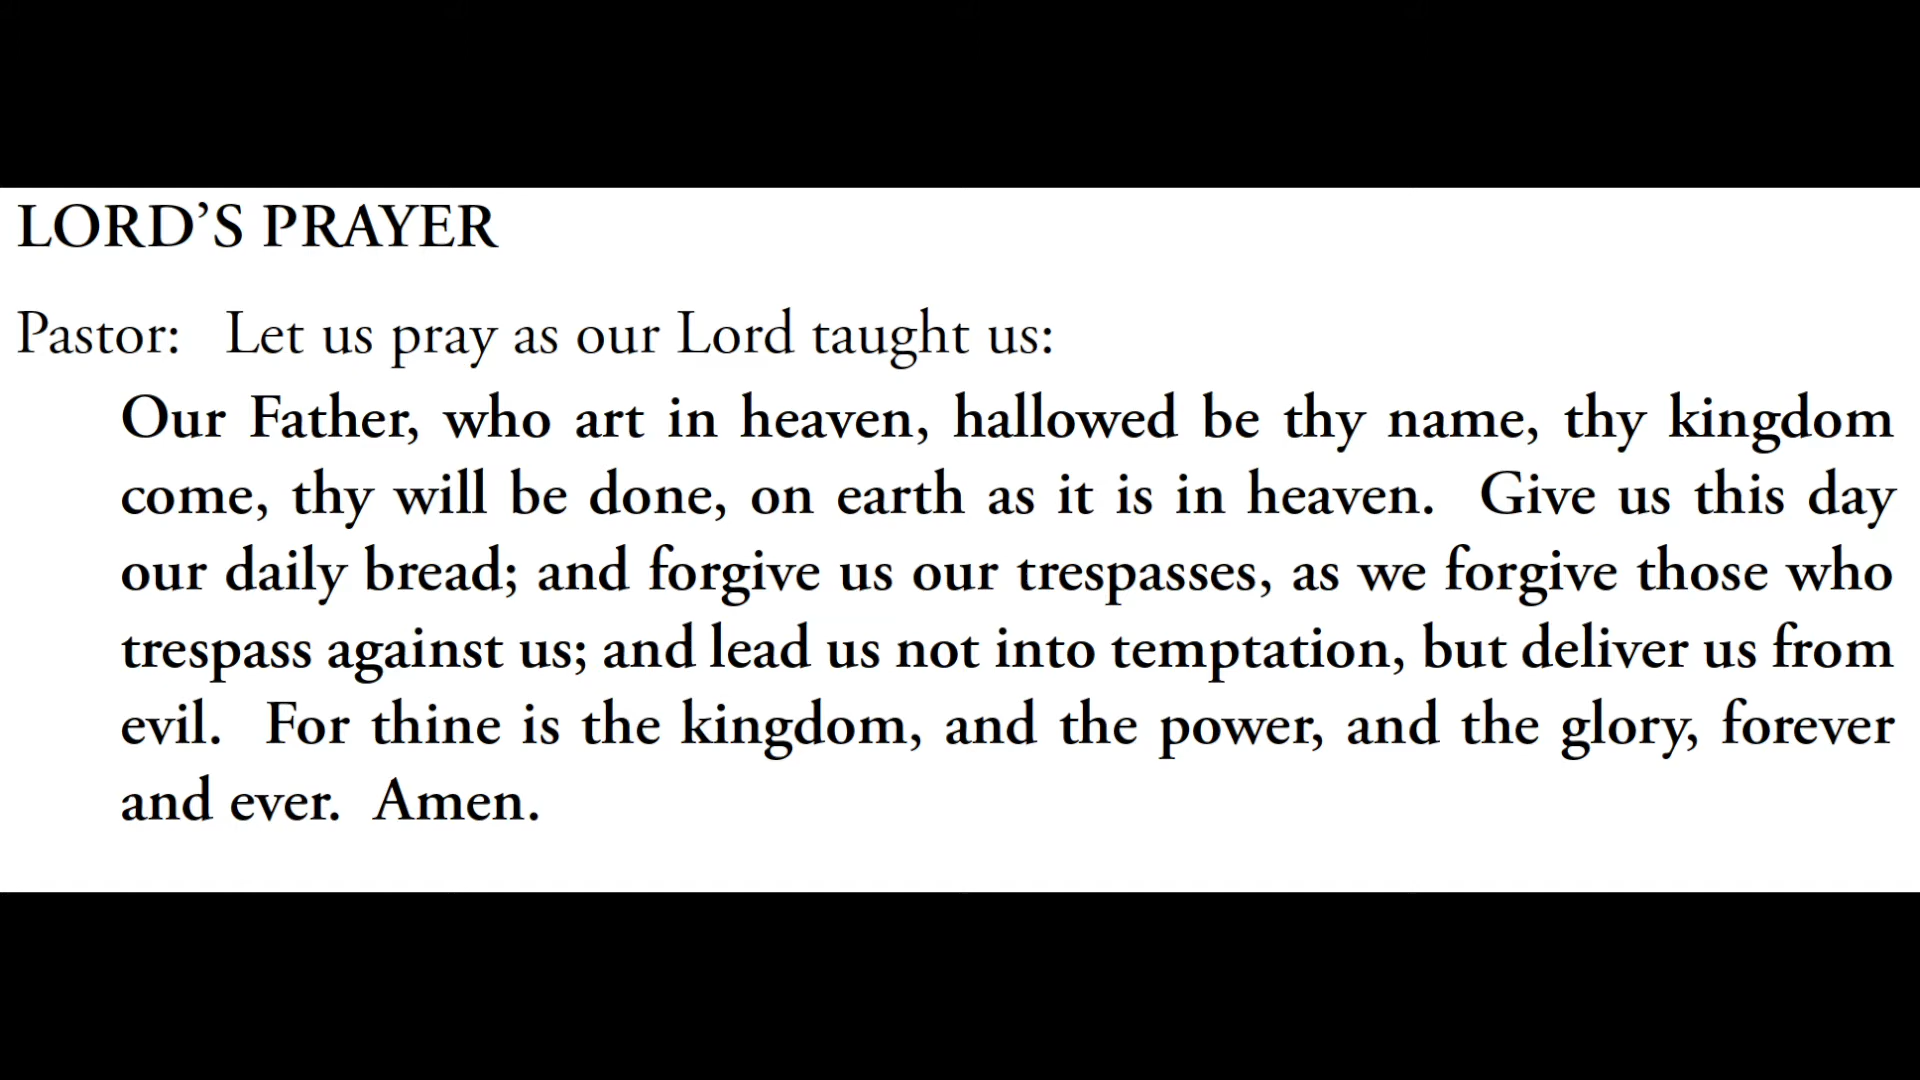 LORD’S PRAYER
Pastor: Let us pray as our Lord taught us:
Our Father, who art in heaven, hallowed be thy name, thy kingdom
come, thy will be done, on earth as it is in heaven. Give us this day
our daily bread; and forgive us our trespasses, as we forgive those who
trespass against us; and lead us not into temptation, but deliver us from
evil. For thine is the kingdom, and the power, and the glory, forever
and ever. Amen.